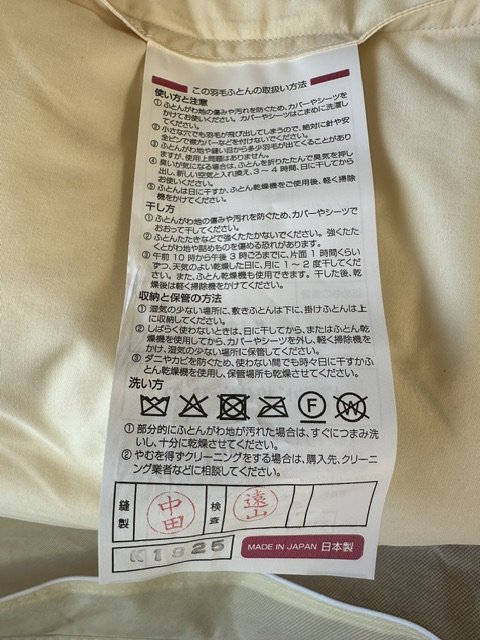 この羽毛ふとんの取扱い方法
使い方と注意
① ふとんがわ地の傷みや汚れを防ぐため、カバーやシーツを
かけてお使いください。カバーやシーツはこまめに洗濯し
てください。
② 小さな穴でも羽毛が飛び出してしまうので、絶対に針や安
全ピンで襟カバーなどを付けないでください。
③ ふとんがわ地や縫い目から多少羽毛が出てくることがあり
ますが、使用上問題はありません。
④ 臭いが気になる場合は、ふとんを折りたたんで臭気を押し
出し、新しい空気と入れ換え、3～4時間、日に干してから
お使いください。
⑤ ふとんは日に干すか、ふとん乾燥機をご使用後、軽く掃除
機をかけてください。
干し方
① ふとんがわ地の傷みや汚れを防ぐため、カバーやシーツで
おおって干してください。
② ふとんたたきなどで強くたたかないでください。強くたた
くとがわ地や詰めものを傷める恐れがあります。
③ 午前10時から午後3時ごろまでに、片面1時間くらい
ずつ、天気のよい乾燥した日に、月に1～2度干してくだ
さい。また、ふとん乾燥機も使用できます。干した後、乾
燥後は軽く掃除機をかけてください。
収納と保管の方法
① 湿気の少ない場所に、敷きふとんは下に、掛けふとんは上
に収納してください。
② しばらく使わないときは、日に干してから、またはふとん乾
燥機を使用してから、カバーやシーツを外し、軽く掃除機を
かけ、湿気の少ない場所に保管してください。
③ ダニやカビを防ぐため、使わない間でも時々日に干すかふ
とん乾燥機を使用し、保管場所も乾燥させてください。
洗い方
F W
① 部分的にふとんがわ地が汚れた場合は、すぐにつまみ洗
いし、十分に乾燥させてください。
② やむを得ずクリーニングをする場合は、購入先、クリーニ
ング業者などに相談してください。
縫製 中田 検査 遠山
1925 MADE IN JAPAN 日本製